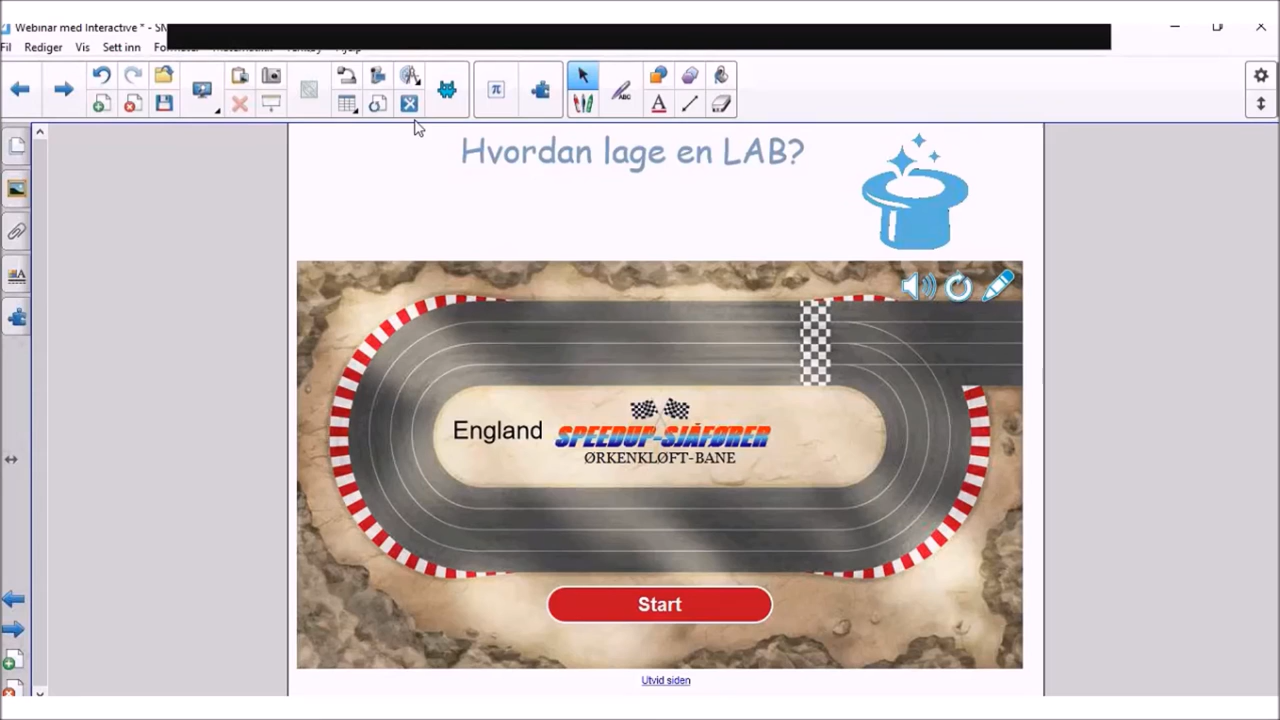 Webinar med Interactive * - SN
Fil Rediger Vis Sett inn
Hvordan lage en LAB?
England
SPEEDUP-SJÅFØRER
ØRKENKLØFT-BANE
Start
Utvid siden